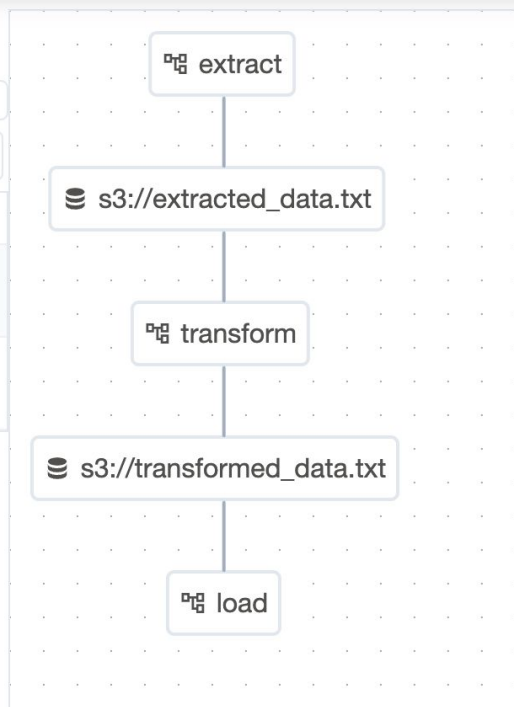 extract
s3://extracted_data.txt
transform
s3://transformed_data.txt
load